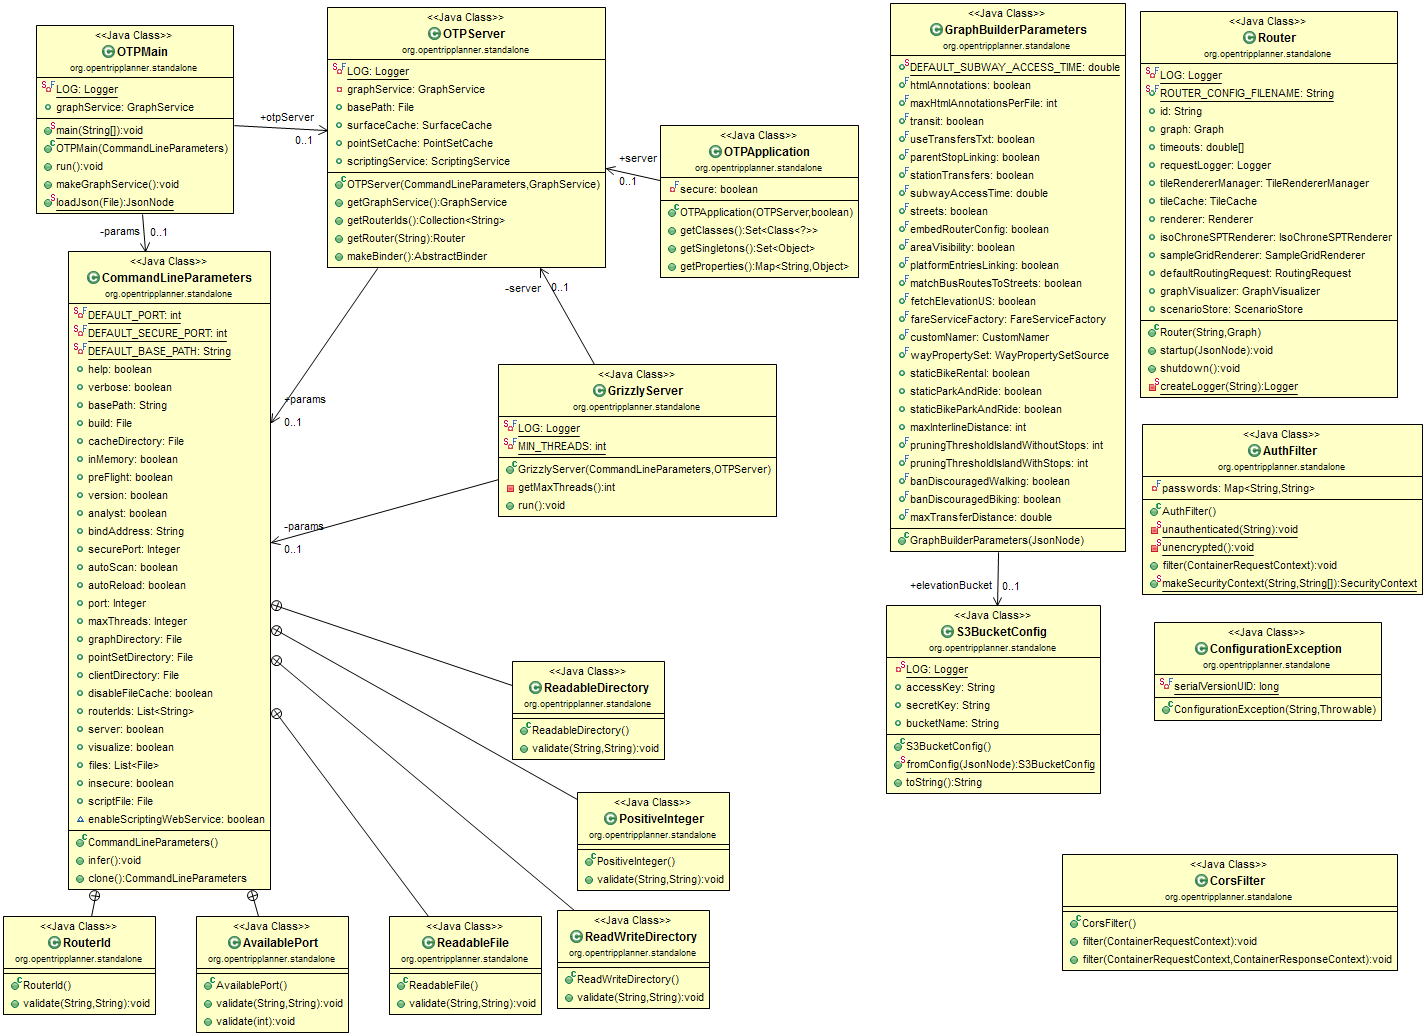 <<Java Class>>
OTPMain
org.opentripplanner.standalone
LOG: Logger
graphService: GraphService
main(String[]):void
OTPMain(CommandLineParameters)
run():void
makeGraphService():void
loadJson(File):JsonNode
+otpServer
0..1
-params
0..1
<<Java Class>>
OTPServer
org.opentripplanner.standalone
LOG: Logger
graphService: GraphService
basePath: File
surfaceCache: SurfaceCache
pointSetCache: PointSetCache
scriptingService: ScriptingService
OTPServer(CommandLineParameters,GraphService)
getGraphService():GraphService
getRouterIds():Collection<String>
getRouter(String):Router
makeBinder():AbstractBinder
+server
0..1
-server
0..1
+params
0..1
<<Java Class>>
OTPApplication
org.opentripplanner.standalone
secure: boolean
OTPApplication(OTPServer,boolean)
getClasses():Set<Class<?>>
getSingletons():Set<Object>
getProperties():Map<String,Object>
<<Java Class>>
CommandLineParameters
org.opentripplanner.standalone
DEFAULT_PORT: int
DEFAULT_SECURE_PORT: int
DEFAULT_BASE_PATH: String
help: boolean
verbose: boolean
basePath: String
build: File
cacheDirectory: File
inMemory: boolean
preFlight: boolean
version: boolean
analyst: boolean
bindAddress: String
securePort: Integer
autoScan: boolean
autoReload: boolean
port: Integer
maxThreads: Integer
graphDirectory: File
pointSetDirectory: File
clientDirectory: File
disableFileCache: boolean
routerIds: List<String>
server: boolean
visualize: boolean
files: List<File>
insecure: boolean
scriptFile: File
enableScriptingWebService: boolean
CommandLineParameters()
infer():void
clone():CommandLineParameters
<<Java Class>>
GrizzlyServer
org.opentripplanner.standalone
LOG: Logger
MIN_THREADS: int
GrizzlyServer(CommandLineParameters,OTPServer)
getMaxThreads():int
run():void
-params
0..1
<<Java Class>>
ReadableDirectory
org.opentripplanner.standalone
ReadableDirectory()
validate(String,String):void
<<Java Class>>
PositiveInteger
org.opentripplanner.standalone
PositiveInteger()
validate(String,String):void
<<Java Class>>
RouterId
org.opentripplanner.standalone
RouterId()
validate(String,String):void
<<Java Class>>
AvailablePort
org.opentripplanner.standalone
AvailablePort()
validate(String,String):void
validate(int):void
<<Java Class>>
ReadableFile
org.opentripplanner.standalone
ReadableFile()
validate(String,String):void
<<Java Class>>
ReadWriteDirectory
org.opentripplanner.standalone
ReadWriteDirectory()
validate(String,String):void
<<Java Class>>
GraphBuilderParameters
org.opentripplanner.standalone
DEFAULT_SUBWAY_ACCESS_TIME: double
htmlAnnotations: boolean
maxHtmlAnnotationsPerFile: int
transit: boolean
useTransfersTxt: boolean
parentStopLinking: boolean
stationTransfers: boolean
subwayAccessTime: double
streets: boolean
embedRouterConfig: boolean
areaVisibility: boolean
platformEntriesLinking: boolean
matchBusRoutesToStreets: boolean
fetchElevationUS: boolean
fareServiceFactory: FareServiceFactory
customNamer: CustomNamer
wayPropertySet: WayPropertySetSource
staticBikeRental: boolean
staticParkAndRide: boolean
staticBikeParkAndRide: boolean
maxInterlineDistance: int
pruningThresholdIslandWithoutStops: int
pruningThresholdIslandWithStops: int
banDiscouragedWalking: boolean
banDiscouragedBiking: boolean
maxTransferDistance: double
GraphBuilderParameters(JsonNode)
+elevationBucket
0..1
<<Java Class>>
S3BucketConfig
org.opentripplanner.standalone
LOG: Logger
accessKey: String
secretKey: String
bucketName: String
S3BucketConfig()
fromConfig(JsonNode):S3BucketConfig
toString():String
<<Java Class>>
Router
org.opentripplanner.standalone
LOG: Logger
ROUTER_CONFIG_FILENAME: String
id: String
graph: Graph
timeouts: double[]
requestLogger: Logger
tileRendererManager: TileRendererManager
tileCache: TileCache
renderer: Renderer
isoChroneSPTRenderer: IsoChroneSPTRenderer
sampleGridRenderer: SampleGridRenderer
defaultRoutingRequest: RoutingRequest
graphVisualizer: GraphVisualizer
scenarioStore: ScenarioStore
Router(String,Graph)
startup(JsonNode):void
shutdown():void
createLogger(String):Logger
<<Java Class>>
AuthFilter
org.opentripplanner.standalone
passwords: Map<String,String>
AuthFilter()
unauthenticated(String):void
unencrypted():void
filter(ContainerRequestContext):void
makeSecurityContext(String,String[]):SecurityContext
<<Java Class>>
ConfigurationException
org.opentripplanner.standalone
serialVersionUID: long
ConfigurationException(String,Throwable)
<<Java Class>>
CorsFilter
org.opentripplanner.standalone
CorsFilter()
filter(ContainerRequestContext):void
filter(ContainerRequestContext,ContainerResponseContext):void